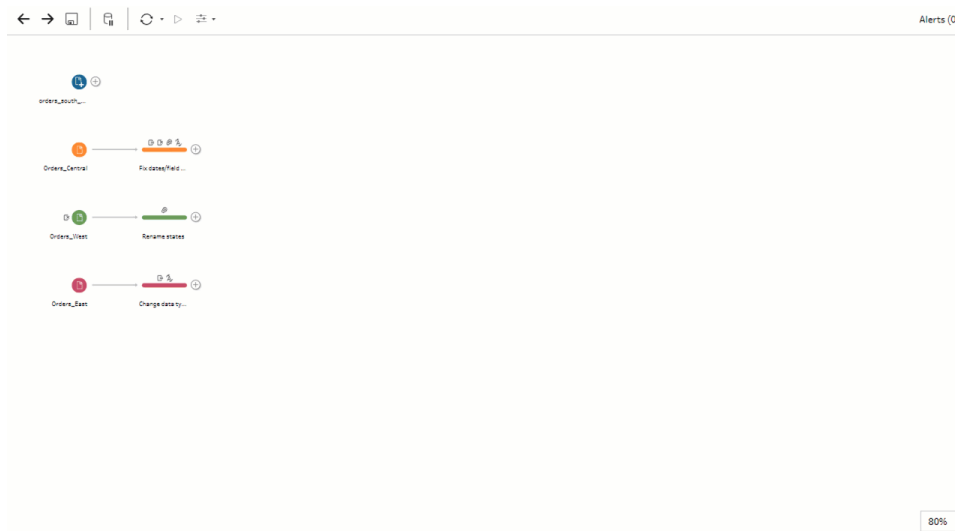 Alerts (0
orders_south_...
Orders_Central
Fix dates/field ...
Orders_West
Rename states
Orders_East
Change data ty...
80%